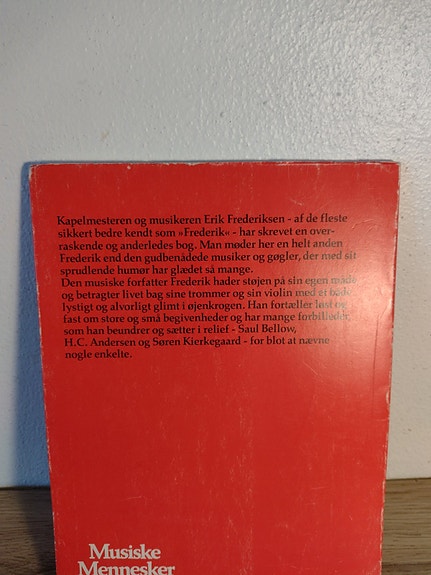 Kapelmesteren og musikeren Erik Frederiksen - af de fleste
sikkert bedre kendt som »Frederik« - har skrevet en over-
raskende og anderledes bog. Man møder her en helt anden
Frederik end den gudbenådede musiker og gøgler, der med sit
sprudlende humør har glædet så mange.
Den musiske forfatter Frederik hader støjen på sin egen måde
og betragter livet bag sine trommer og sin violin med et både
lystigt og alvorligt glimt i øjenkrogen. Han fortæller løst og
fast om store og små begivenheder og har mange forbilleder,
som han beundrer og sætter i relief - Saul Bellow,
H.C. Andersen og Søren Kierkegaard - for blot at nævne
nogle enkelte.
Musiske
Mennesker